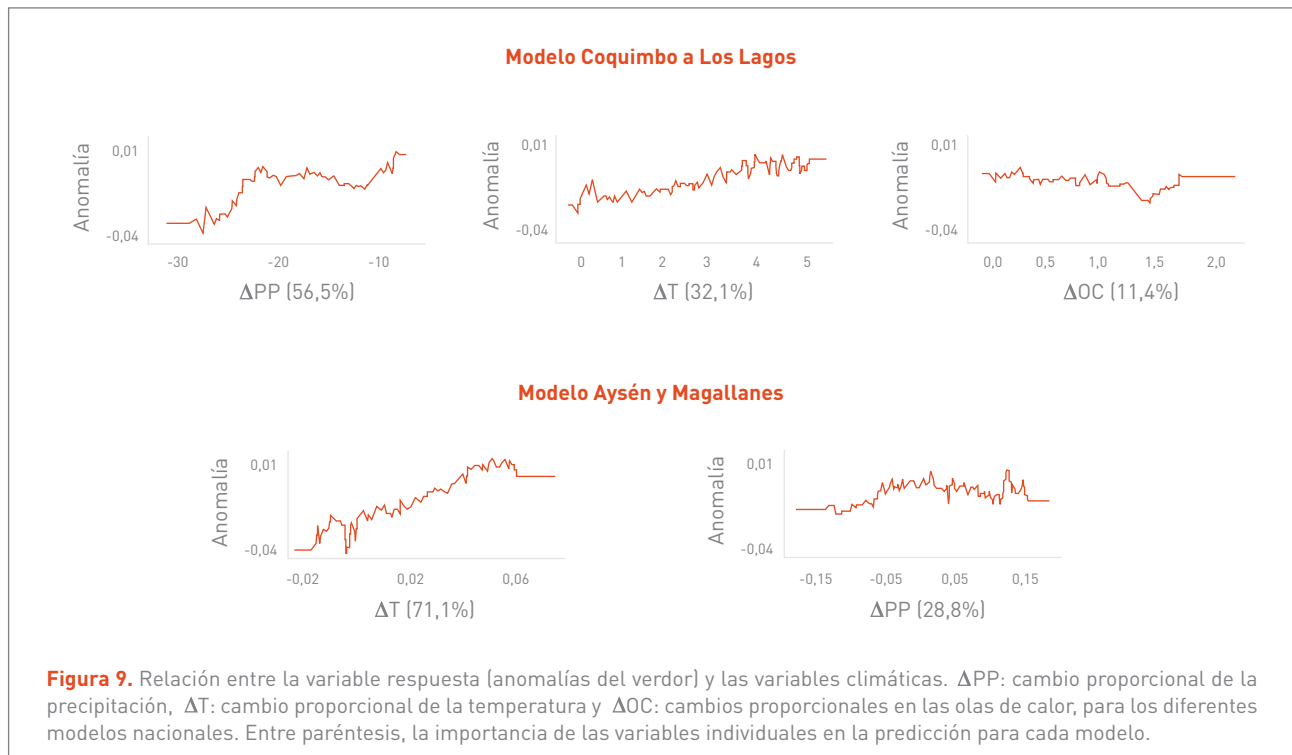 Modelo Coquimbo a Los Lagos
Anomalía
0,01
-0,04
-30 -20 -10
ΔPP (56,5%)
Anomalía
0,01
-0,04
0 1 2 3 4 5
ΔT (32,1%)
Anomalía
0,01
-0,04
0,0 0,5 1,0 1,5 2,0
ΔOC (11,4%)
Modelo Aysén y Magallanes
Anomalía
0,01
-0,04
-0,02 0,02 0,06
ΔT (71,1%)
Anomalía
0,01
-0,04
-0,15 -0,05 0,05 0,15
ΔPP (28,8%)
Figura 9. Relación entre la variable respuesta (anomalías del verdor) y las variables climáticas. ΔPP: cambio proporcional de la
precipitación, ΔT: cambio proporcional de la temperatura y ΔOC: cambios proporcionales en las olas de calor, para los diferentes
modelos nacionales. Entre paréntesis, la importancia de las variables individuales en la predicción para cada modelo.